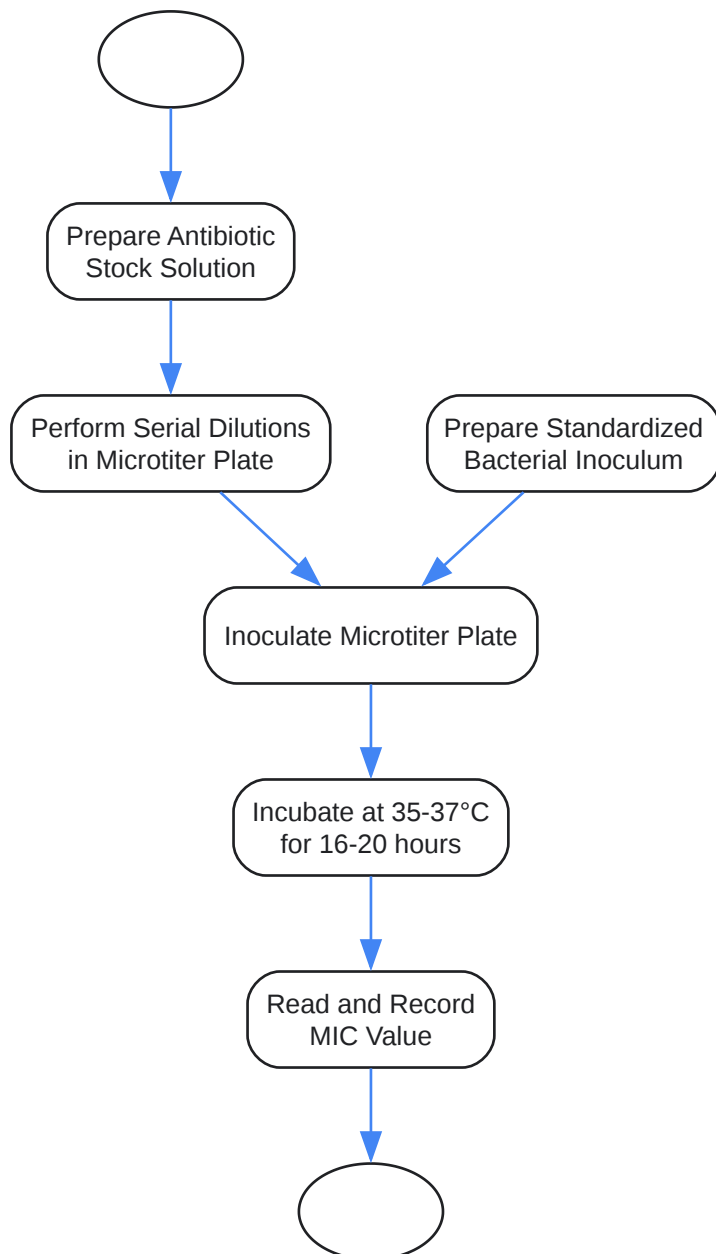 Prepare Antibiotic
Stock Solution
Perform Serial Dilutions
in Microtiter Plate
Prepare Standardized
Bacterial Inoculum
Inoculate Microtiter Plate
Incubate at 35-37°C
for 16-20 hours
Read and Record
MIC Value